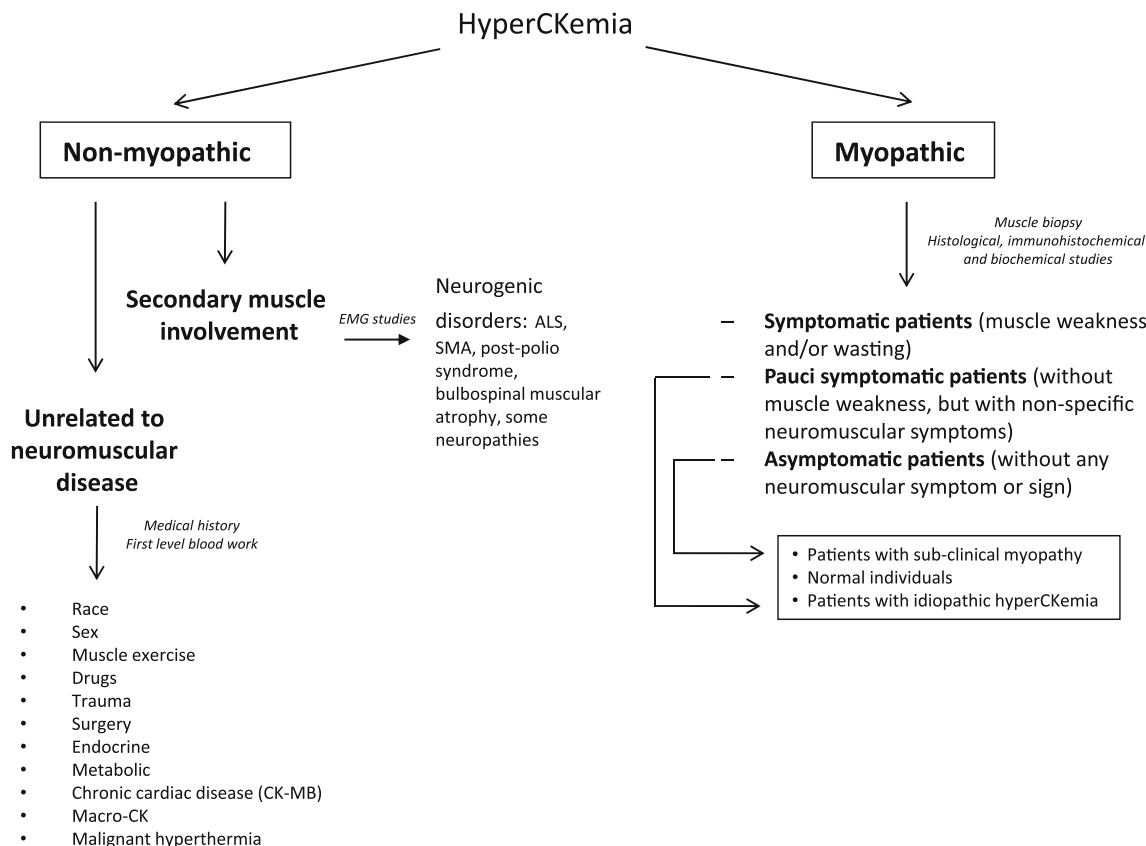 HyperCKemia
Non-myopathic
Secondary muscle
involvement
EMG studies
Neurogenic
disorders: ALS,
SMA, post-polio
syndrome,
bulbospinal muscular
atrophy, some
neuropathies
Unrelated to
neuromuscular
disease
Medical history
First level blood work
• Race
• Sex
• Muscle exercise
• Drugs
• Trauma
• Surgery
• Endocrine
• Metabolic
• Chronic cardiac disease (CK-MB)
• Macro-CK
• Malignant hyperthermia
Myopathic
Muscle biopsy
Histological, immunohistochemical
and biochemical studies
– Symptomatic patients (muscle weakness
and/or wasting)
– Pauci symptomatic patients (without
muscle weakness, but with non-specific
neuromuscular symptoms)
– Asymptomatic patients (without any
neuromuscular symptom or sign)
• Patients with sub-clinical myopathy
• Normal individuals
• Patients with idiopathic hyperCKemia